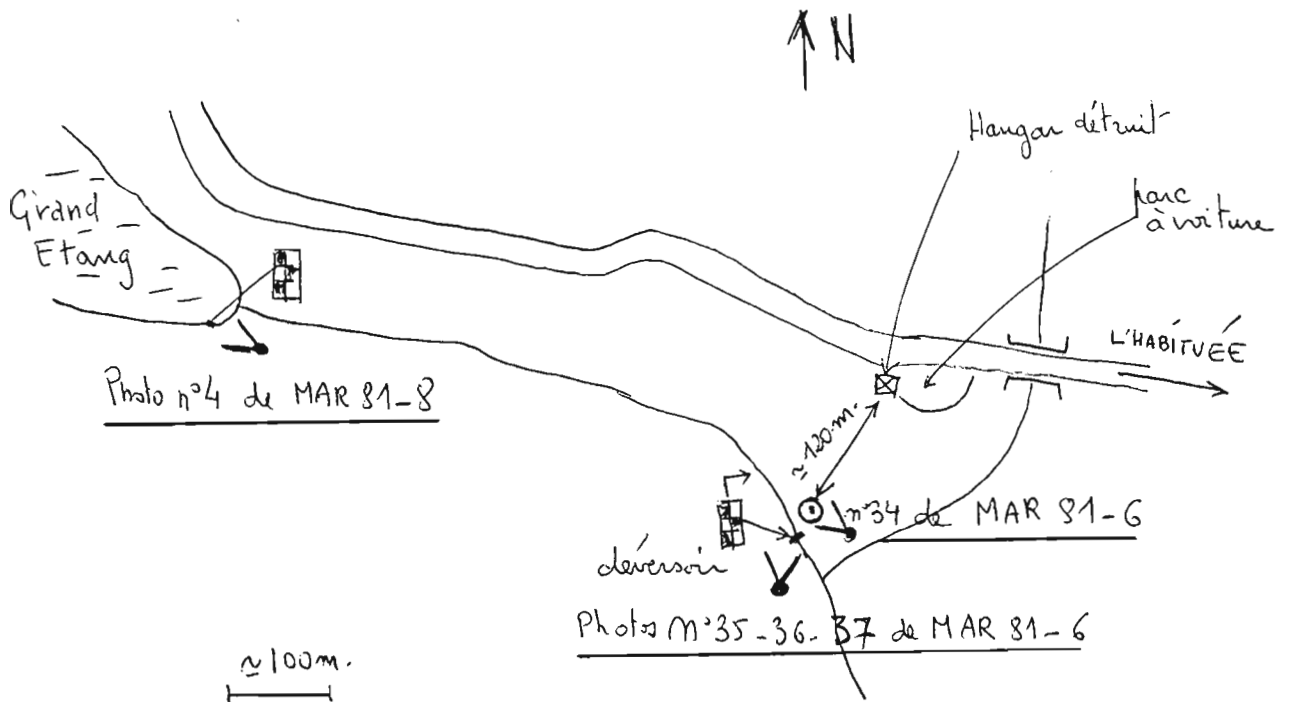 N
Hangar détruit
parc
à voiture
Grand
Etang
L'HABITUÉE
Photo n°4 de MAR 81-8
≃ 120 m.
n°34 de MAR 81-6
déversoir
Photos N°35-36-37 de MAR 81-6
≃ 100 m.